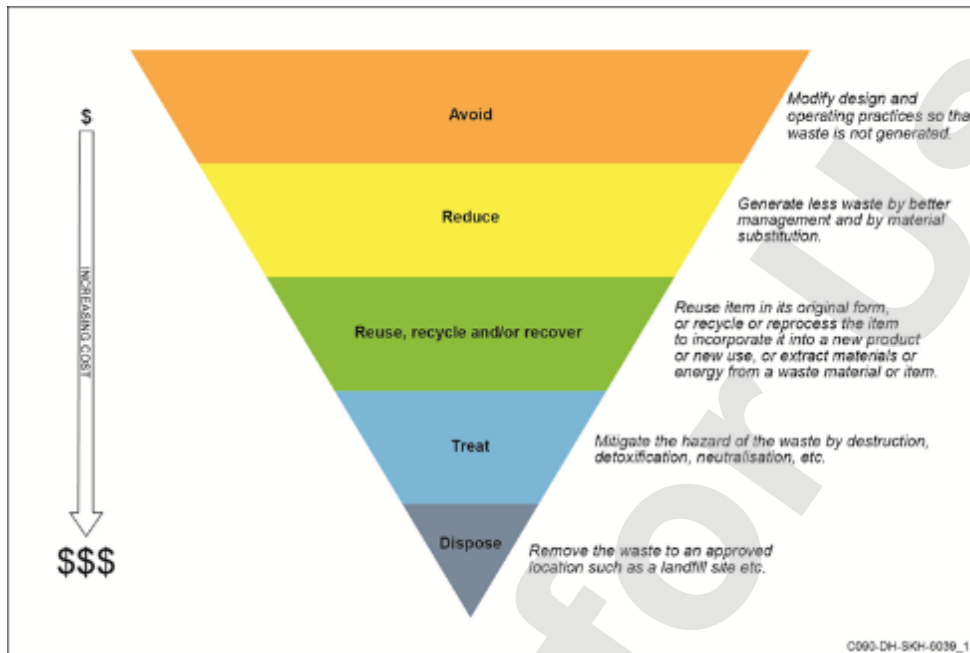 $
INCREASING COST
$$$
Avoid
Modify design and
operating practices so tha
waste is not generated.
Reduce
Generate less waste by better
management and by material
substitution.
Reuse, recycle and/or recover
Reuse item in its original form,
or recycle or reprocess the item
to incorporate it into a new product
or new use, or extract materials or
energy from a waste material or item.
Treat
Mitigate the hazard of the waste by destruction,
detoxification, neutralisation, etc.
Dispose
Remove the waste to an approved
location such as a landfill site etc.
for Us
C090-DH-SKH-6039_1